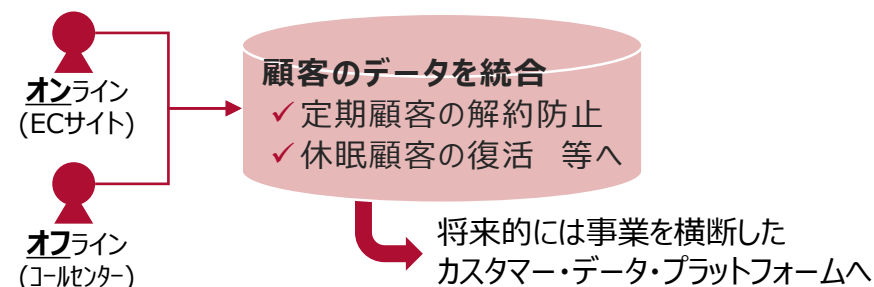 オンライン
(ECサイト)
オフライン
(コールセンター)
顧客のデータを統合
✓定期顧客の解約防止
✓休眠顧客の復活　等へ
将来的には事業を横断した
カスタマー・データ・プラットフォームへ